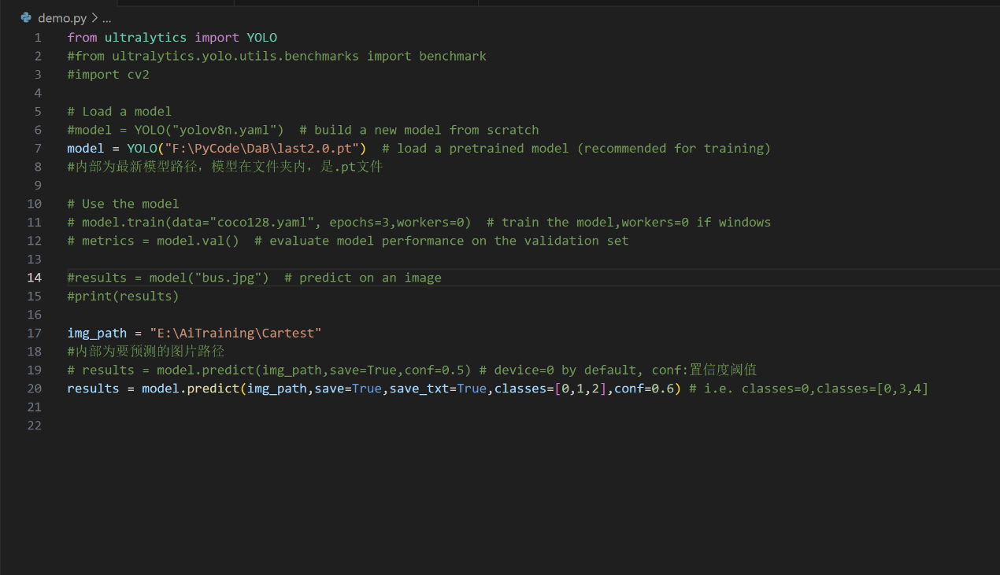 demo.py > ...
1 from ultralytics import YOLO
2 #from ultralytics.yolo.utils.benchmarks import benchmark
3 #import cv2
4
5 # Load a model
6 #model = YOLO("yolov8n.yaml")  # build a new model from scratch
7 model = YOLO("F:\PyCode\DaB\last2.0.pt")  # load a pretrained model (recommended for training)
8 #内部为最新模型路径，模型在文件夹内，是.pt文件
9
10 # Use the model
11 # model.train(data="coco128.yaml", epochs=3,workers=0)  # train the model,workers=0 if windows
12 # metrics = model.val()  # evaluate model performance on the validation set
13
14 #results = model("bus.jpg")  # predict on an image
15 #print(results)
16
17 img_path = "E:\AiTraining\Cartest"
18 #内部为要预测的图片路径
19 # results = model.predict(img_path,save=True,conf=0.5) # device=0 by default, conf:置信度阈值
20 results = model.predict(img_path,save=True,save_txt=True,classes=[0,1,2],conf=0.6) # i.e. classes=0,classes=[0,3,4]
21
22